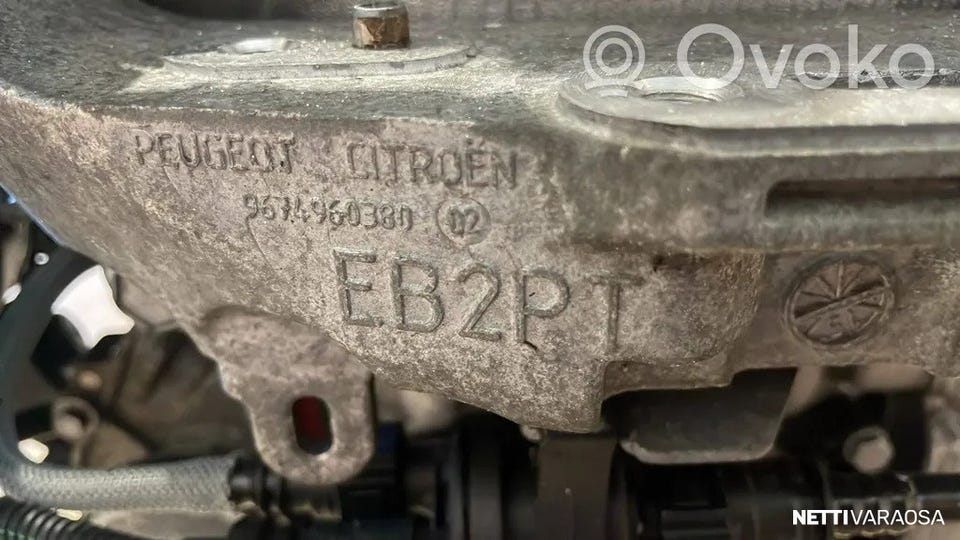 Ovoko
PEUGEOT CITROËN
9674960380 02
EB2PT
NETTIVARAOSA